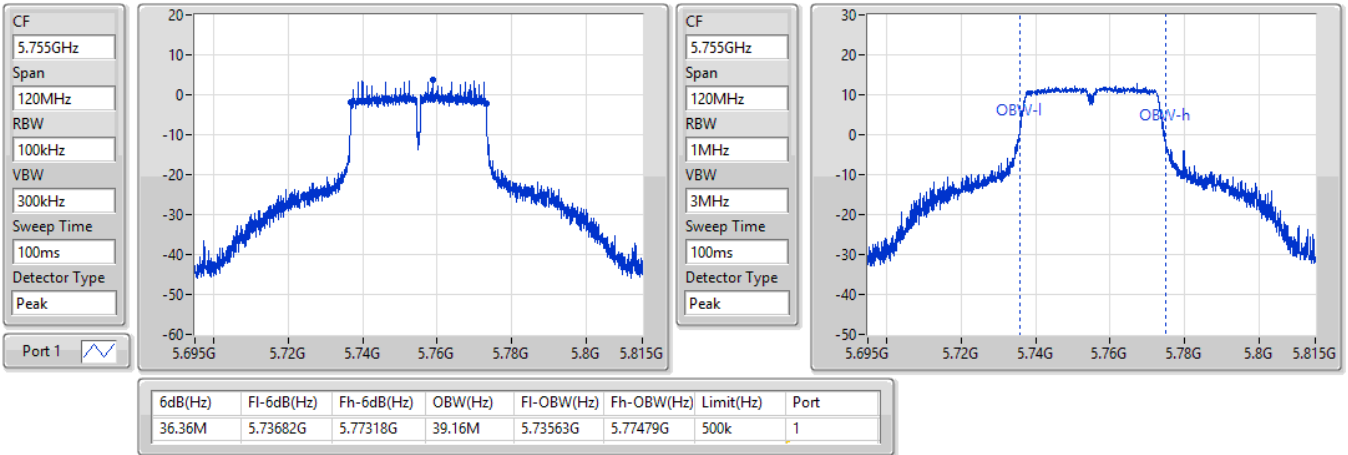 CF
5.755GHz
Span
120MHz
RBW
100kHz
VBW
300kHz
Sweep Time
100ms
Detector Type
Peak
Port 1
20
10
0
-10
-20
-30
-40
-50
-60
5.695G 5.72G 5.74G 5.76G 5.78G 5.8G 5.815G
CF
5.755GHz
Span
120MHz
RBW
1MHz
VBW
3MHz
Sweep Time
100ms
Detector Type
Peak
30
20
10
0
-10
-20
-30
-40
-50
OBW-l OBW-h
5.695G 5.72G 5.74G 5.76G 5.78G 5.8G 5.815G
6dB(Hz) Fl-6dB(Hz) Fh-6dB(Hz) OBW(Hz) Fl-OBW(Hz) Fh-OBW(Hz) Limit(Hz) Port
36.36M 5.73682G 5.77318G 39.16M 5.73563G 5.77479G 500k 1